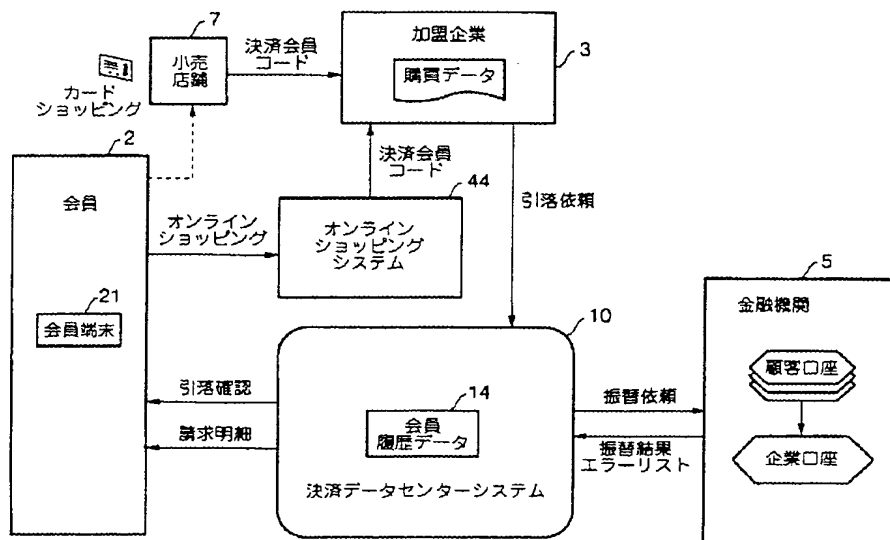 7
小売
店舗
決済会員
コード
加盟企業
3
購買データ
カード
ショッピング
2
会員
決済会員
コード
44
オンライン
ショッピング
オンライン
ショッピング
システム
引落依頼
5
金融機関
21
会員端末
10
顧客口座
引落確認
14
会員
履歴データ
振替依頼
請求明細
振替結果
エラーリスト
企業口座
決済データセンターシステム